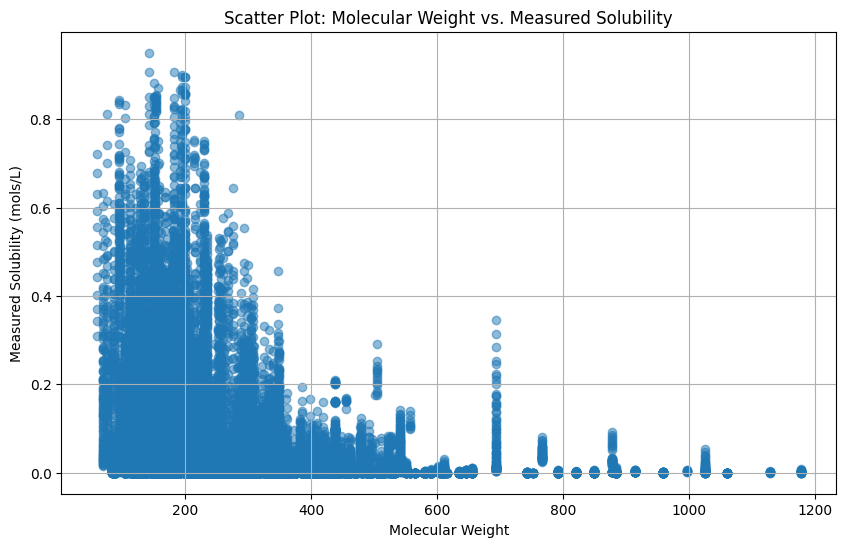 Scatter Plot: Molecular Weight vs. Measured Solubility
Measured Solubility (mols/L)
0.8
0.6
0.4
0.2
0.0
200 400 600 800 1000 1200
Molecular Weight